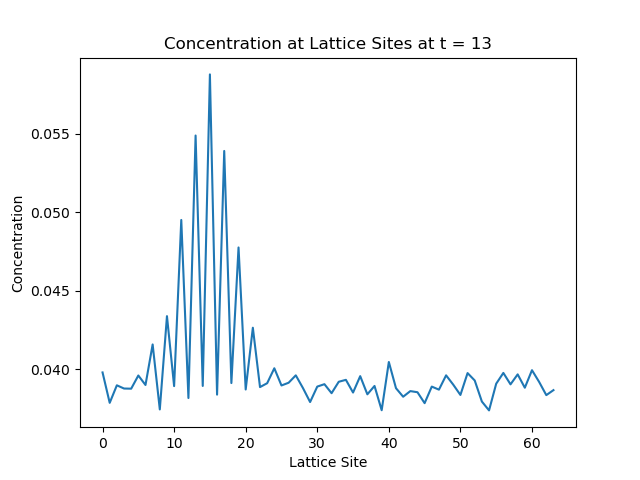 Concentration at Lattice Sites at t = 13
Concentration
0.055
0.050
0.045
0.040
0 10 20 30 40 50 60
Lattice Site